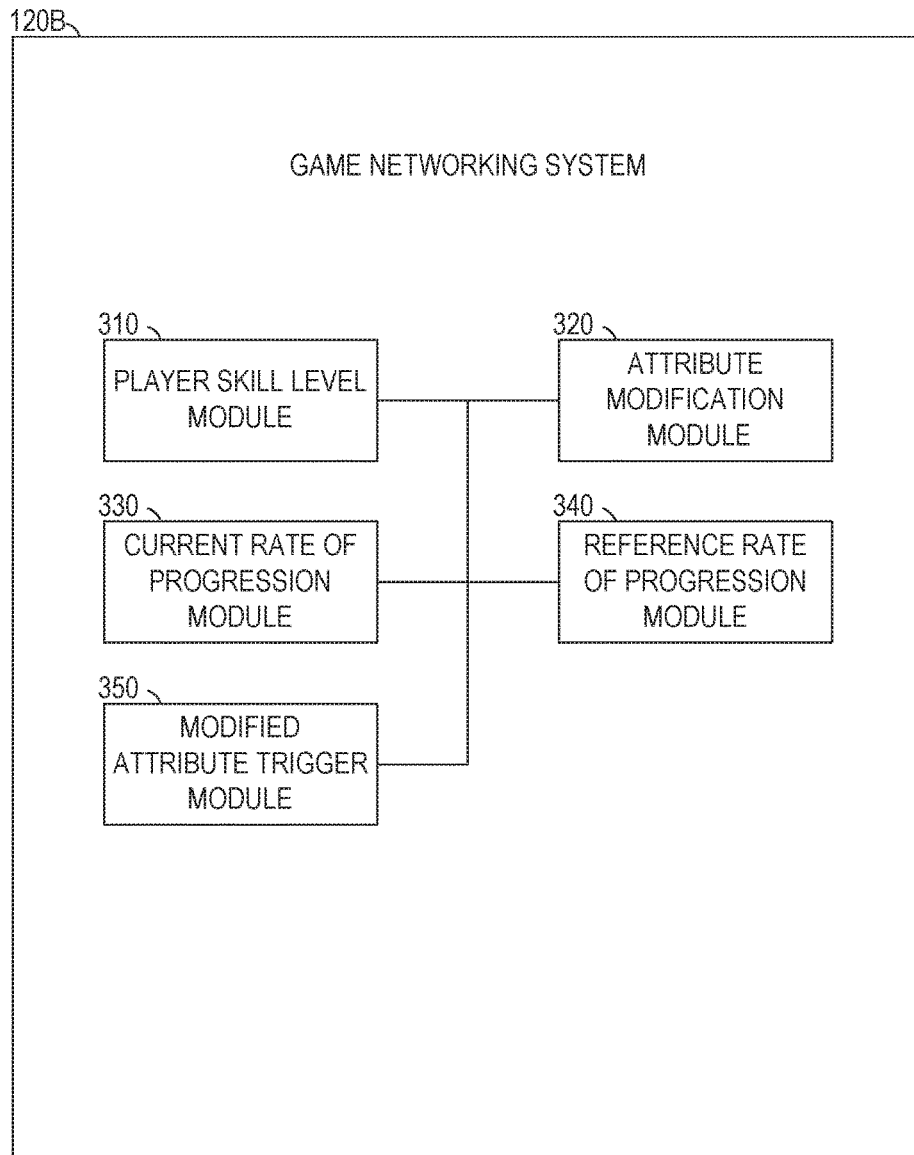 120B
GAME NETWORKING SYSTEM
310
PLAYER SKILL LEVEL
MODULE
320
ATTRIBUTE
MODIFICATION
MODULE
330
CURRENT RATE OF
PROGRESSION
MODULE
340
REFERENCE RATE
OF PROGRESSION
MODULE
350
MODIFIED
ATTRIBUTE TRIGGER
MODULE